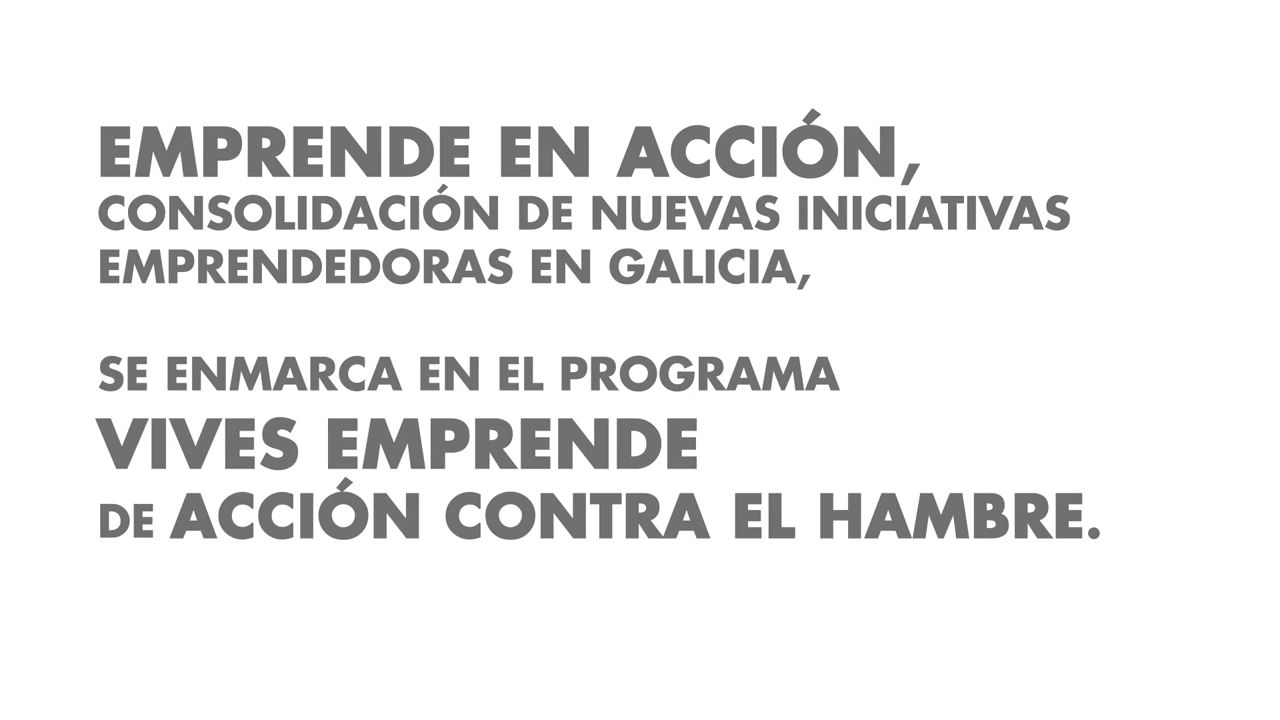 EMPRENDE EN ACCIÓN,
CONSOLIDACIÓN DE NUEVAS INICIATIVAS
EMPRENDEDORAS EN GALICIA,
SE ENMARCA EN EL PROGRAMA
VIVES EMPRENDE
DE ACCIÓN CONTRA EL HAMBRE.